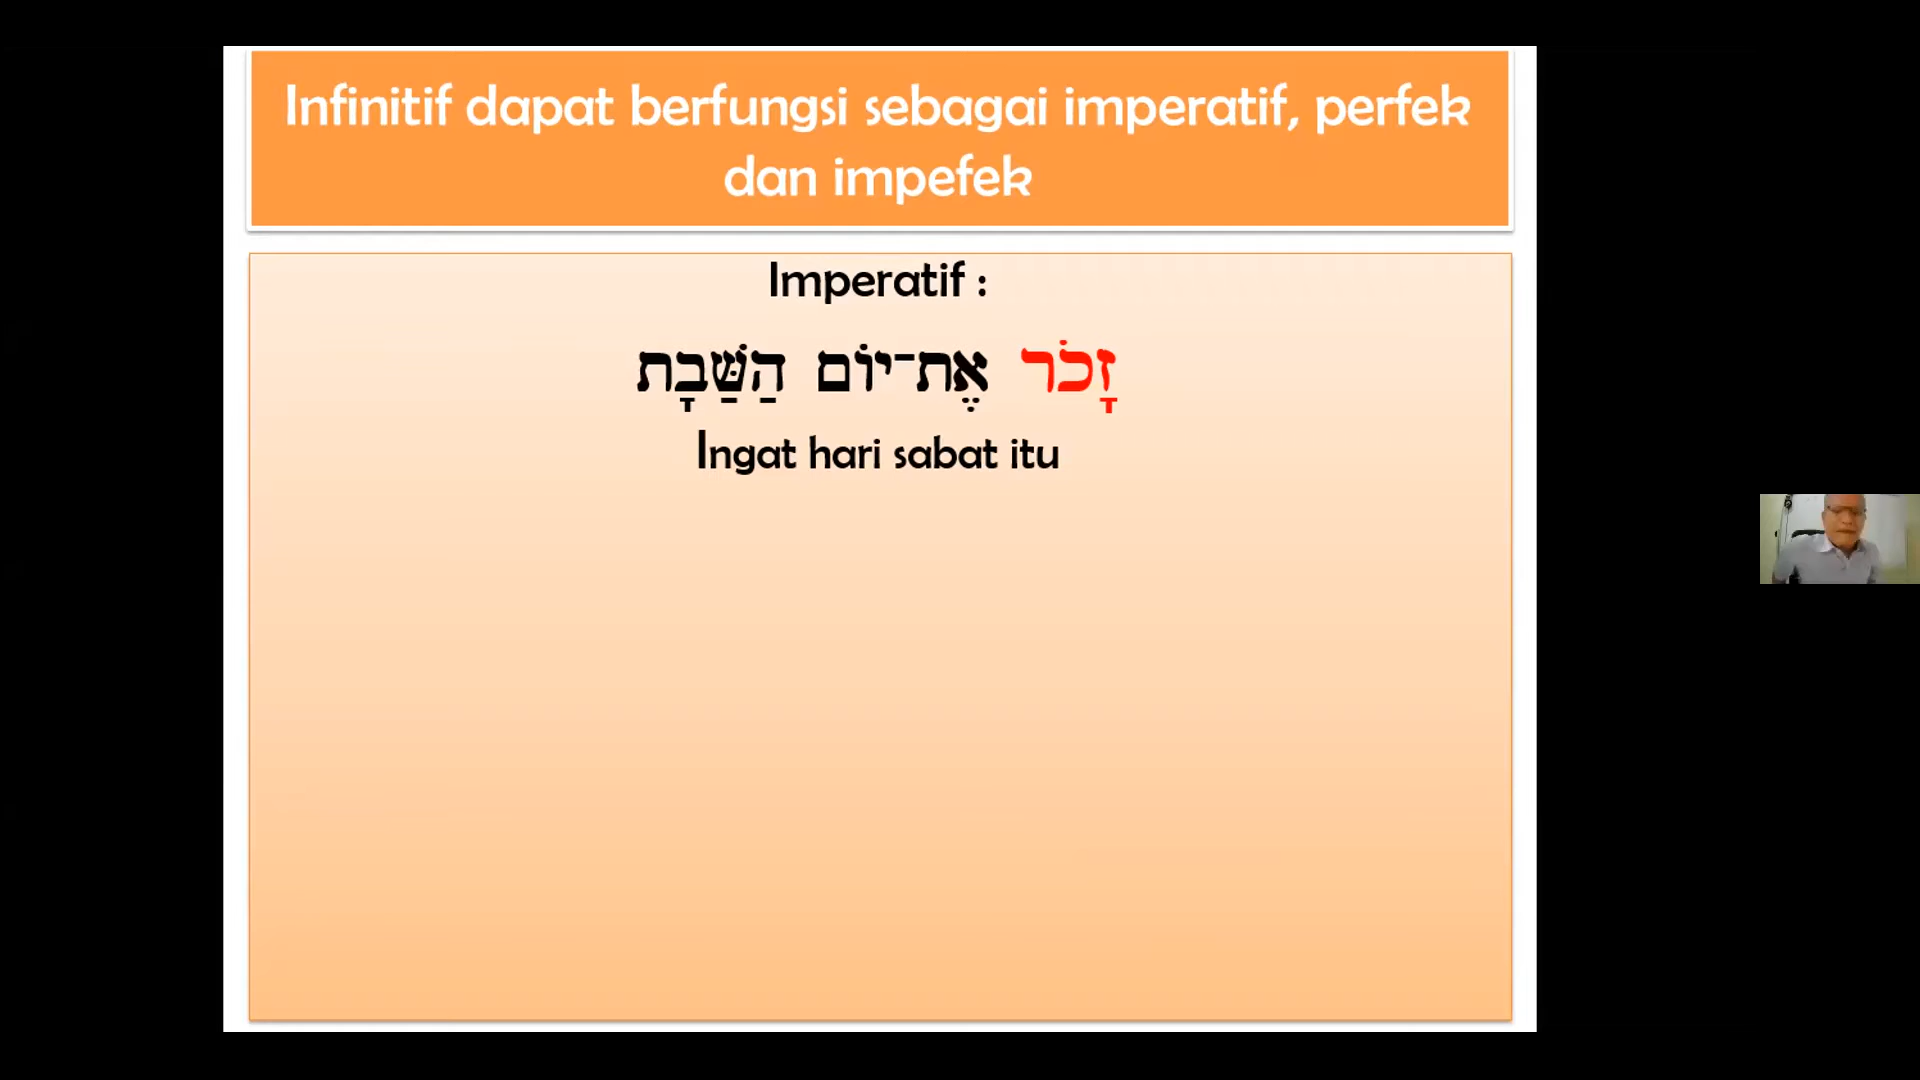 Infinitif dapat berfungsi sebagai imperatif, perfek
dan impefek
Imperatif :
זָכֹר אֶת־יוֹם הַשַּׁבָת
Ingat hari sabat itu